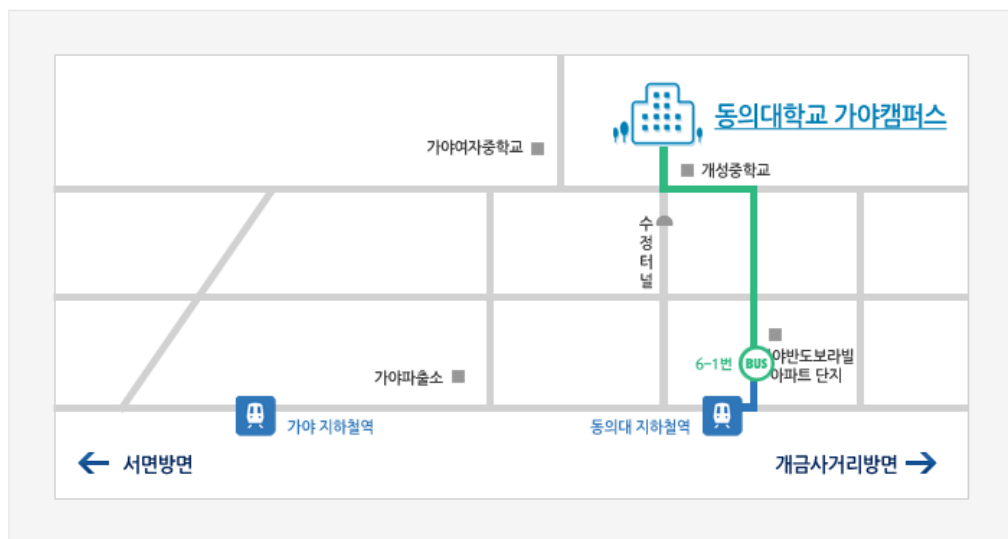 동의대학교 가야캠퍼스
가야여자중학교
개성중학교
수
정
터
널
6-1번
BUS
야반도보라빌
아파트 단지
가야파출소
가야 지하철역
동의대 지하철역
서면방면
개금사거리방면